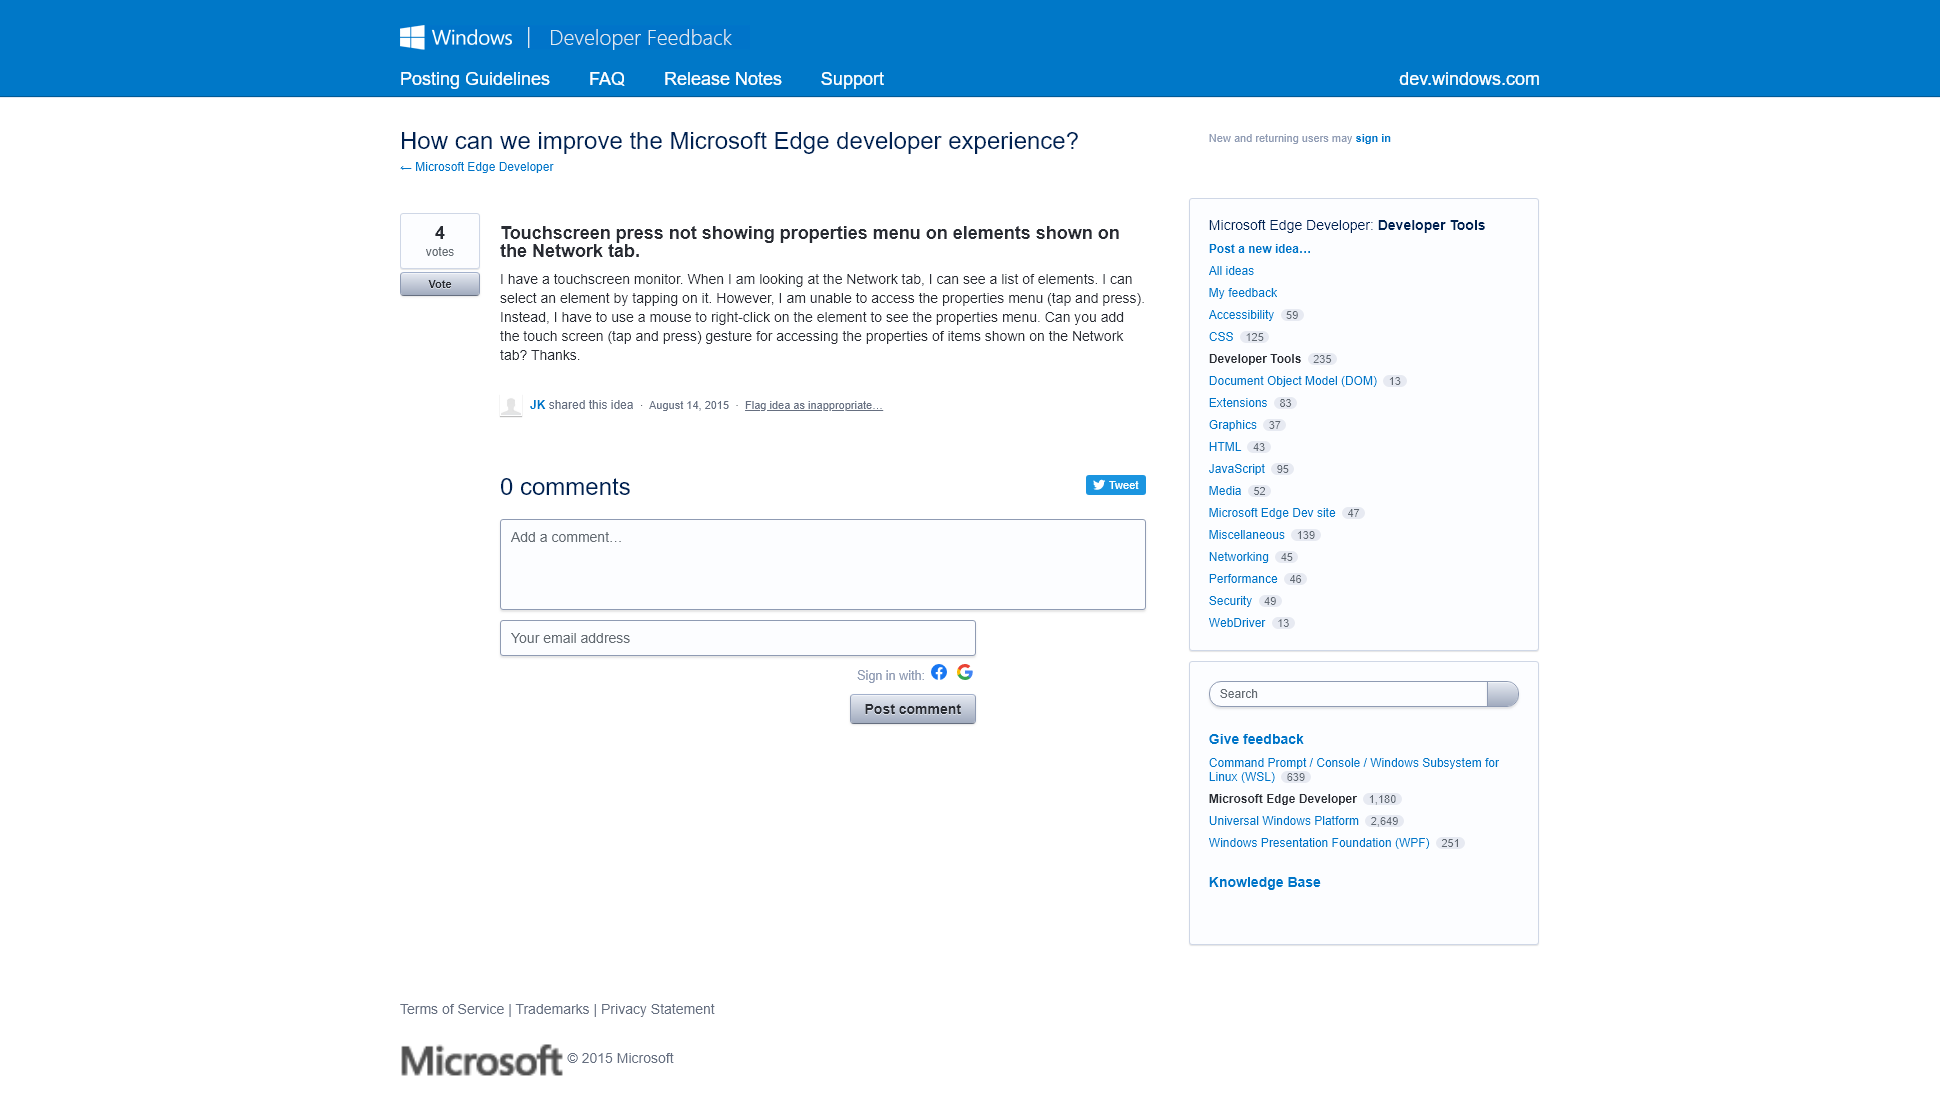 Windows | Developer Feedback
Posting Guidelines FAQ Release Notes Support dev.windows.com
How can we improve the Microsoft Edge developer experience?
← Microsoft Edge Developer
New and returning users may sign in
4
votes
Vote
Touchscreen press not showing properties menu on elements shown on
the Network tab.
I have a touchscreen monitor. When I am looking at the Network tab, I can see a list of elements. I can
select an element by tapping on it. However, I am unable to access the properties menu (tap and press).
Instead, I have to use a mouse to right-click on the element to see the properties menu. Can you add
the touch screen (tap and press) gesture for accessing the properties of items shown on the Network
tab? Thanks.
JK shared this idea · August 14, 2015 · Flag idea as inappropriate…
0 comments
Tweet
Add a comment…
Your email address
Sign in with:
Post comment
Microsoft Edge Developer: Developer Tools
Post a new idea…
All ideas
My feedback
Accessibility 59
CSS 125
Developer Tools 235
Document Object Model (DOM) 13
Extensions 83
Graphics 37
HTML 43
JavaScript 95
Media 52
Microsoft Edge Dev site 47
Miscellaneous 139
Networking 45
Performance 46
Security 49
WebDriver 13
Search
Give feedback
Command Prompt / Console / Windows Subsystem for
Linux (WSL) 639
Microsoft Edge Developer 1,180
Universal Windows Platform 2,649
Windows Presentation Foundation (WPF) 251
Knowledge Base
Terms of Service | Trademarks | Privacy Statement
Microsoft © 2015 Microsoft